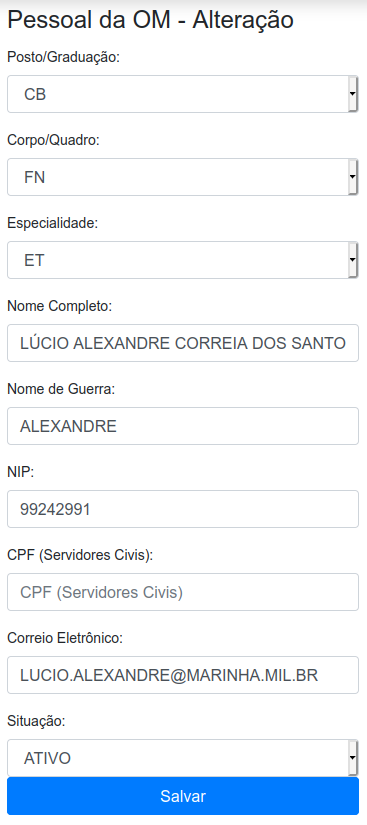 Pessoal da OM - Alteração
Posto/Graduação:
CB
Corpo/Quadro:
FN
Especialidade:
ET
Nome Completo:
LÚCIO ALEXANDRE CORREIA DOS SANTO
Nome de Guerra:
ALEXANDRE
NIP:
99242991
CPF (Servidores Civis):
CPF (Servidores Civis)
Correio Eletrônico:
LUCIO.ALEXANDRE@MARINHA.MIL.BR
Situação:
ATIVO
Salvar